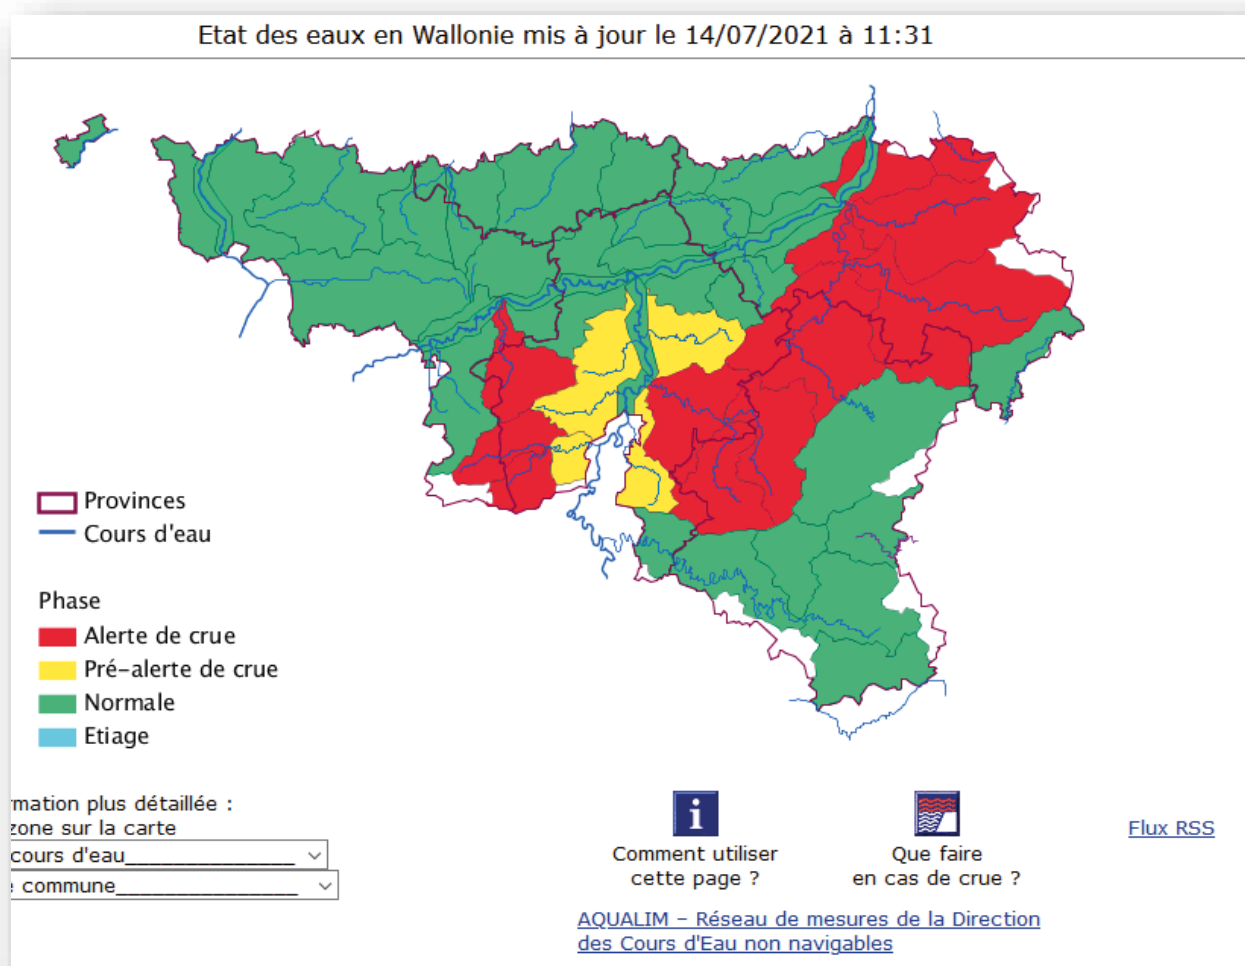 Etat des eaux en Wallonie mis à jour le 14/07/2021 à 11:31
Provinces
Cours d'eau
Phase
Alerte de crue
Pré-alerte de crue
Normale
Etiage
rmation plus détaillée :
zone sur la carte
cours d'eau_______________
commune________________
i
Comment utiliser
cette page ?
Que faire
en cas de crue ?
Flux RSS
AQUALIM – Réseau de mesures de la Direction
des Cours d'Eau non navigables